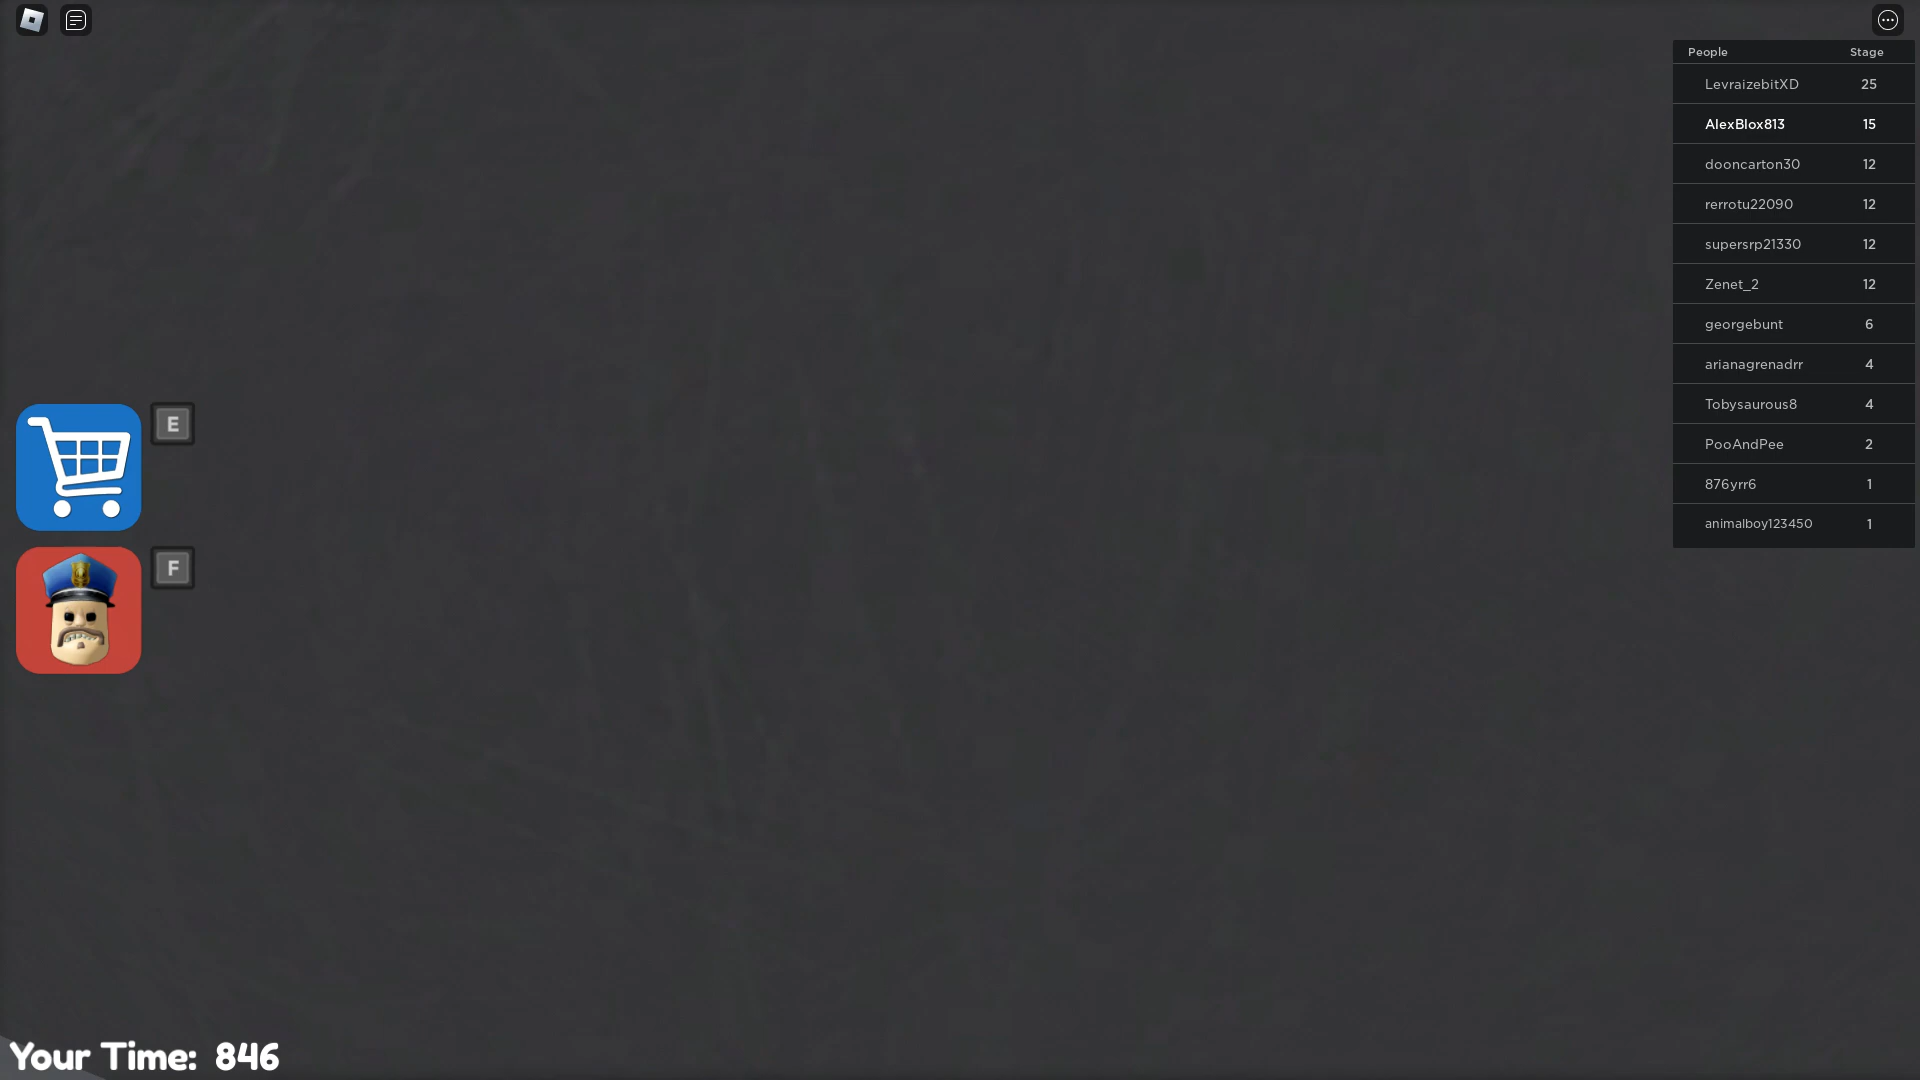 People Stage
LevraizebitXD 25
AlexBlox813 15
dooncarton30 12
rerrotu22090 12
supersrp21330 12
Zenet_2 12
georgebunt 6
arianagrenadrr 4
Tobysaurous8 4
PooAndPee 2
876yrr6 1
animalboy123450 1
E
F
Your Time: 846